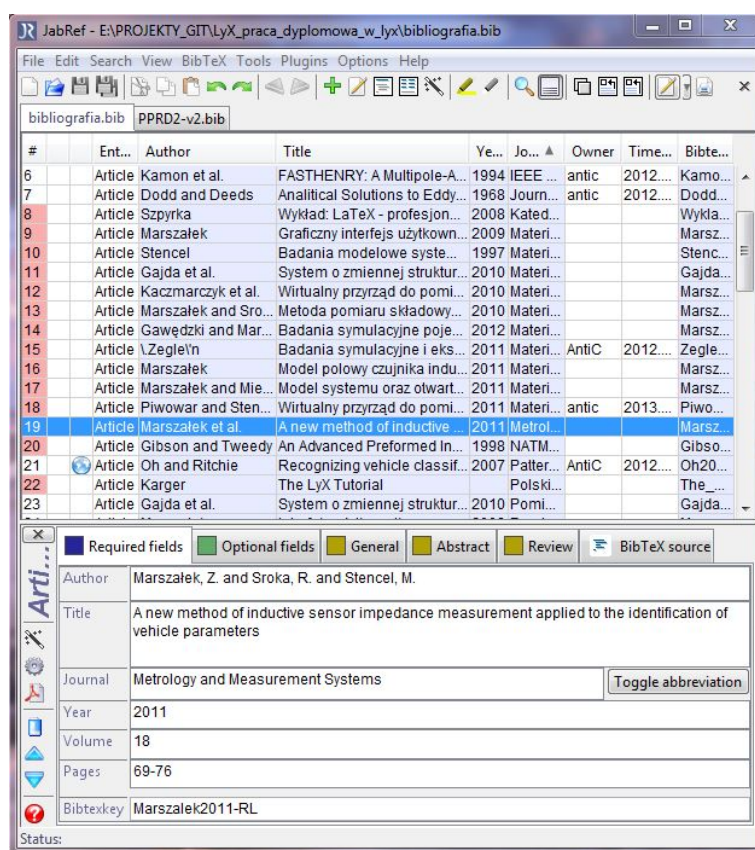 JabRef - E:\PROJEKTY_GIT\LyX_praca_dyplomowa_w_lyx\bibliografia.bib
File Edit Search View BibTeX Tools Plugins Options Help
bibliografia.bib PPRD2-v2.bib
# Ent... Author Title Ye... Jo... Owner Time... Bibte...
6 Article Kamon et al. FASTHENRY: A Multipole-A... 1994 IEEE ... antic 2012.... Kamo...
7 Article Dodd and Deeds Analitical Solutions to Eddy... 1968 Journ... antic 2012.... Dodd...
8 Article Szpyrka Wykład: LaTeX - profesjon... 2008 Kated... Wykla...
9 Article Marszałek Graficzny interfejs użytkown... 2009 Materi... Marsz...
10 Article Stencel Badania modelowe syste... 1997 Materi... Stenc...
11 Article Gajda et al. System o zmiennej struktur... 2010 Materi... Gajda...
12 Article Kaczmarczyk et al. Wirtualny przyrząd do pomi... 2010 Materi... Marsz...
13 Article Marszałek and Sro... Metoda pomiaru składowy... 2010 Materi... Marsz...
14 Article Gawędzki and Mar... Badania symulacyjne poje... 2012 Materi... Marsz...
15 Article \.Zegle\'n Badania symulacyjne i eks... 2011 Materi... AntiC 2012.... Zegle...
16 Article Marszałek Model polowy czujnika indu... 2011 Materi... Marsz...
17 Article Marszałek and Mie... Model systemu oraz otwart... 2011 Materi... Marsz...
18 Article Piwowar and Sten... Wirtualny przyrząd do pomi... 2011 Materi... antic 2013.... Piwo...
19 Article Marszałek et al. A new method of inductive ... 2011 Metrol... Marsz...
20 Article Gibson and Tweedy An Advanced Preformed In... 1998 NATM... Gibso...
21 Article Oh and Ritchie Recognizing vehicle classif... 2007 Patter... AntiC 2012.... Oh20...
22 Article Karger The LyX Tutorial Polski... The_...
23 Article Gajda et al. System o zmiennej struktur... 2010 Pomi... Gajda...
Arti...
Required fields Optional fields General Abstract Review BibTeX source
Author Marszałek, Z. and Sroka, R. and Stencel, M.
Title A new method of inductive sensor impedance measurement applied to the identification of
vehicle parameters
Journal Metrology and Measurement Systems Toggle abbreviation
Year 2011
Volume 18
Pages 69-76
Bibtexkey Marszalek2011-RL
Status: